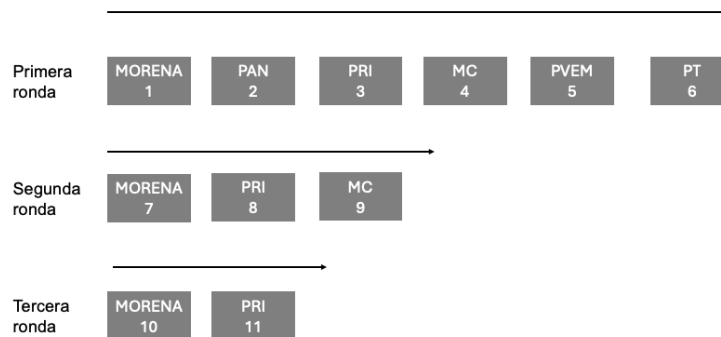 Primera
ronda
MORENA
1
PAN
2
PRI
3
MC
4
PVEM
5
PT
6
Segunda
ronda
MORENA
7
PRI
8
MC
9
Tercera
ronda
MORENA
10
PRI
11